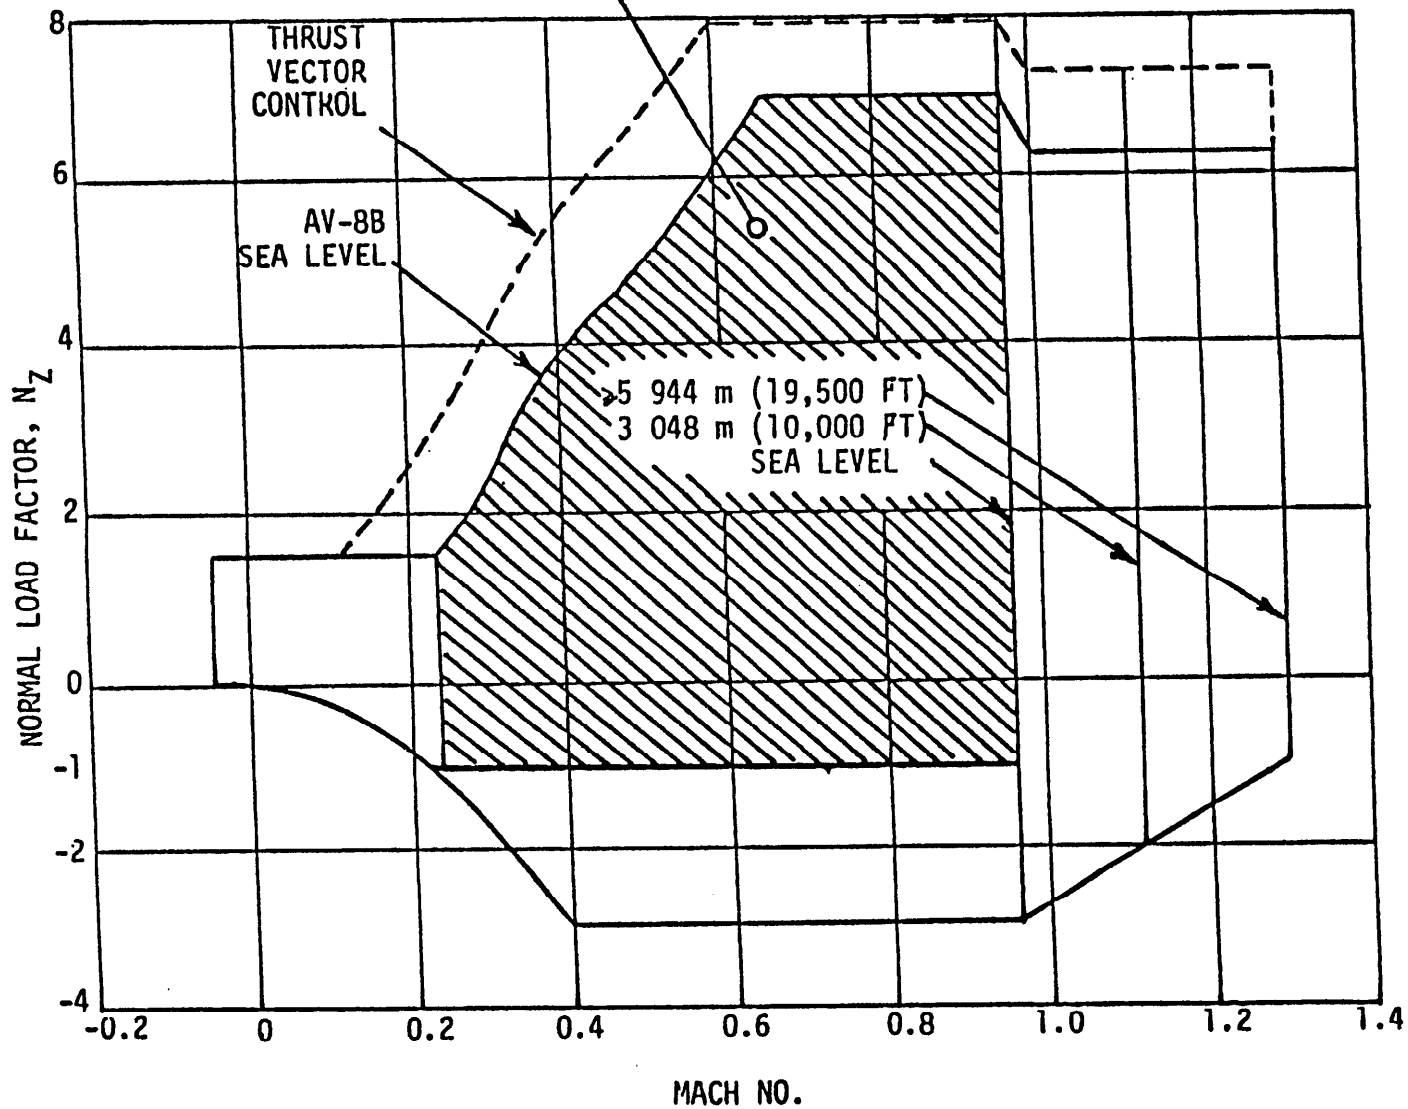 8
THRUST
VECTOR
CONTROL
6
AV-8B
SEA LEVEL
4
≥5 944 m (19,500 FT)
3 048 m (10,000 FT)
SEA LEVEL
NORMAL LOAD FACTOR, NZ
2
0
-1
-2
-4
-0.2 0 0.2 0.4 0.6 0.8 1.0 1.2 1.4
MACH NO.